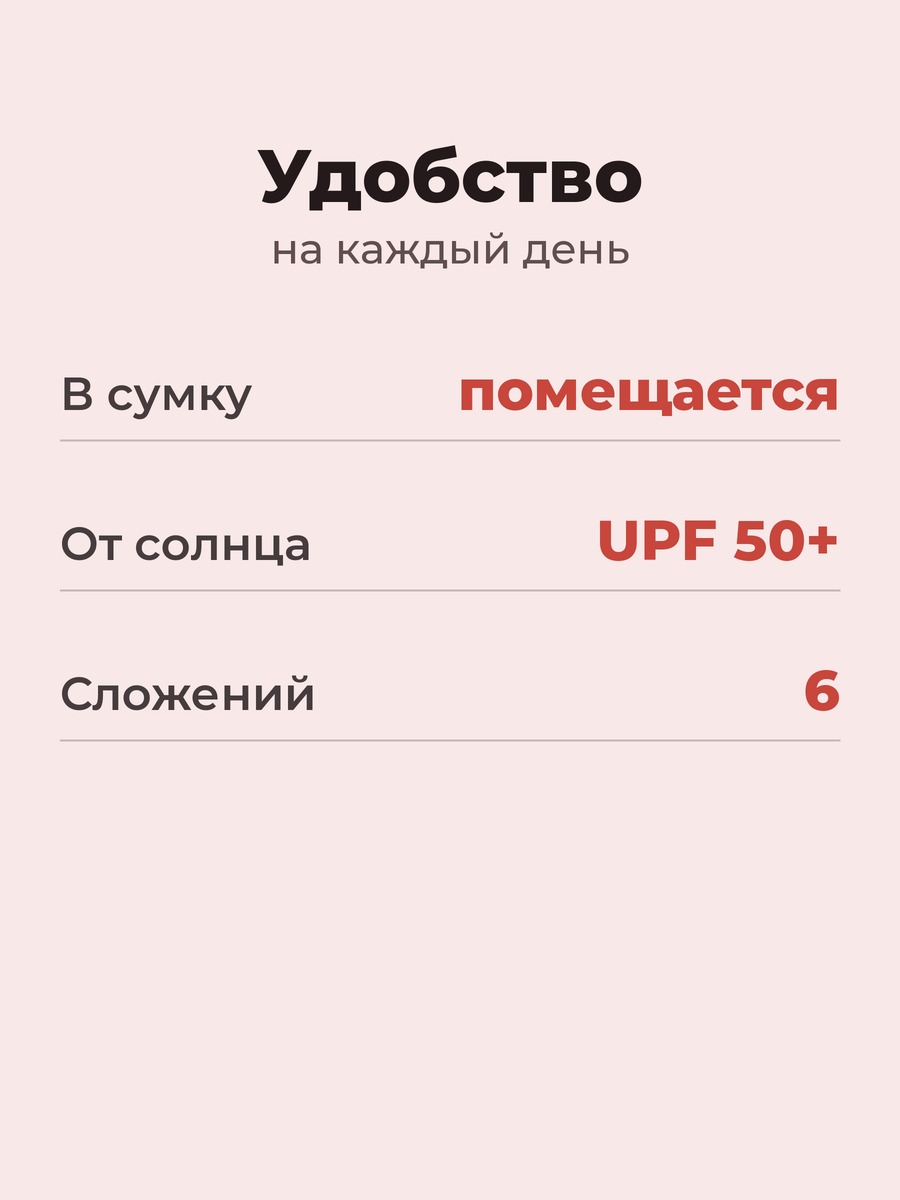 Удобство
на каждый день
В сумку помещается
От солнца UPF 50+
Сложений 6